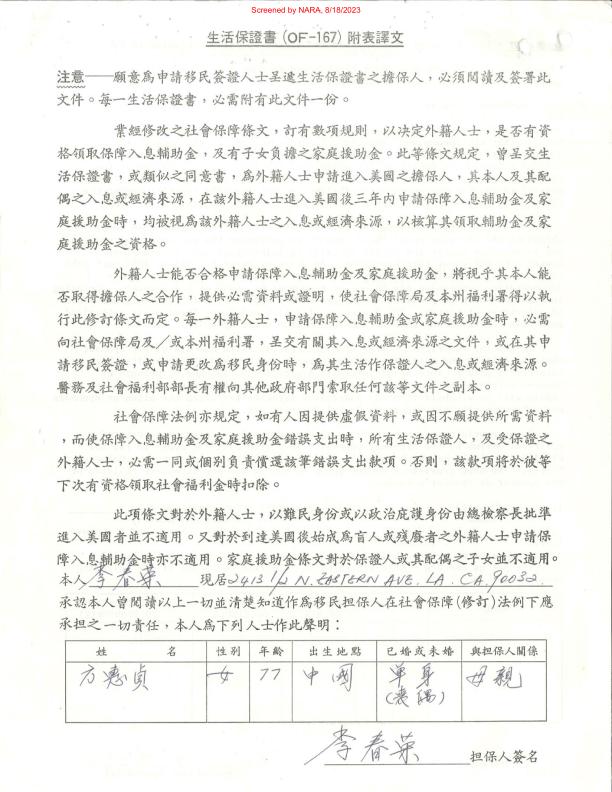 Screened by NARA, 8/18/2023
生活保證書(OF-167)附表譯文
注意──願意為申請移民簽證人士呈遞生活保證書之擔保人，必須閱讀及簽署此
文件。每一生活保證書，必需附有此文件一份。
業經修改之社會保障條文，訂有數項規則，以決定外籍人士，是否有資
格領取保障入息輔助金，及有子女負擔之家庭援助金。此等條文規定，曾呈交生
活保證書，或類似之同意書，為外籍人士申請進入美國之擔保人，其本人及其配
偶之入息或經濟來源，在該外籍人士進入美國後三年內申請保障入息輔助金及家
庭援助金時，均被視為該外籍人士之入息或經濟來源，以核算其領取輔助金及家
庭援助金之資格。
外籍人士能否合格申請保障入息輔助金及家庭援助金，將視乎其本人能
否取得擔保人之合作，提供必需資料或證明，使社會保障局及本州福利署得以執
行此修訂條文而定。每一外籍人士，申請保障入息輔助金或家庭援助金時，必需
向社會保障局及／或本州福利署，呈交有關其入息或經濟來源之文件，或在其申
請移民簽證，或申請更改為移民身份時，為其生活作保證人之入息或經濟來源。
醫務及社會福利部部長有權向其他政府部門索取任何該等文件之副本。
社會保障法例亦規定，如有人因提供虛假資料，或因不願提供所需資料
，而使保障入息輔助金及家庭援助金錯誤支出時，所有生活保證人，及受保證之
外籍人士，必需一同或個別負責償還該筆錯誤支出款項。否則，該款項將於彼等
下次有資格領取社會福利金時扣除。
此項條文對於外籍人士，以難民身份或以政治庇護身份由總檢察長批準
進入美國者並不適用。又對於到達美國後始成為盲人或殘廢者之外籍人士申請保
障入息輔助金時亦不適用。家庭援助金條文對於保證人或其配偶之子女並不適用。
本人 李春榮 現居 2413 1/2 N. EASTERN AVE. LA. CA. 90032
承認本人曾閱讀以上一切並清楚知道作為移民擔保人在社會保障(修訂)法例下應
承担之一切責任，本人為下列人士作此聲明：
姓 名 性別 年齡 出生地點 已婚或未婚 與担保人關係
方惠貞 女 77 中國 单身 母親
(喪偶)
李春榮 担保人簽名